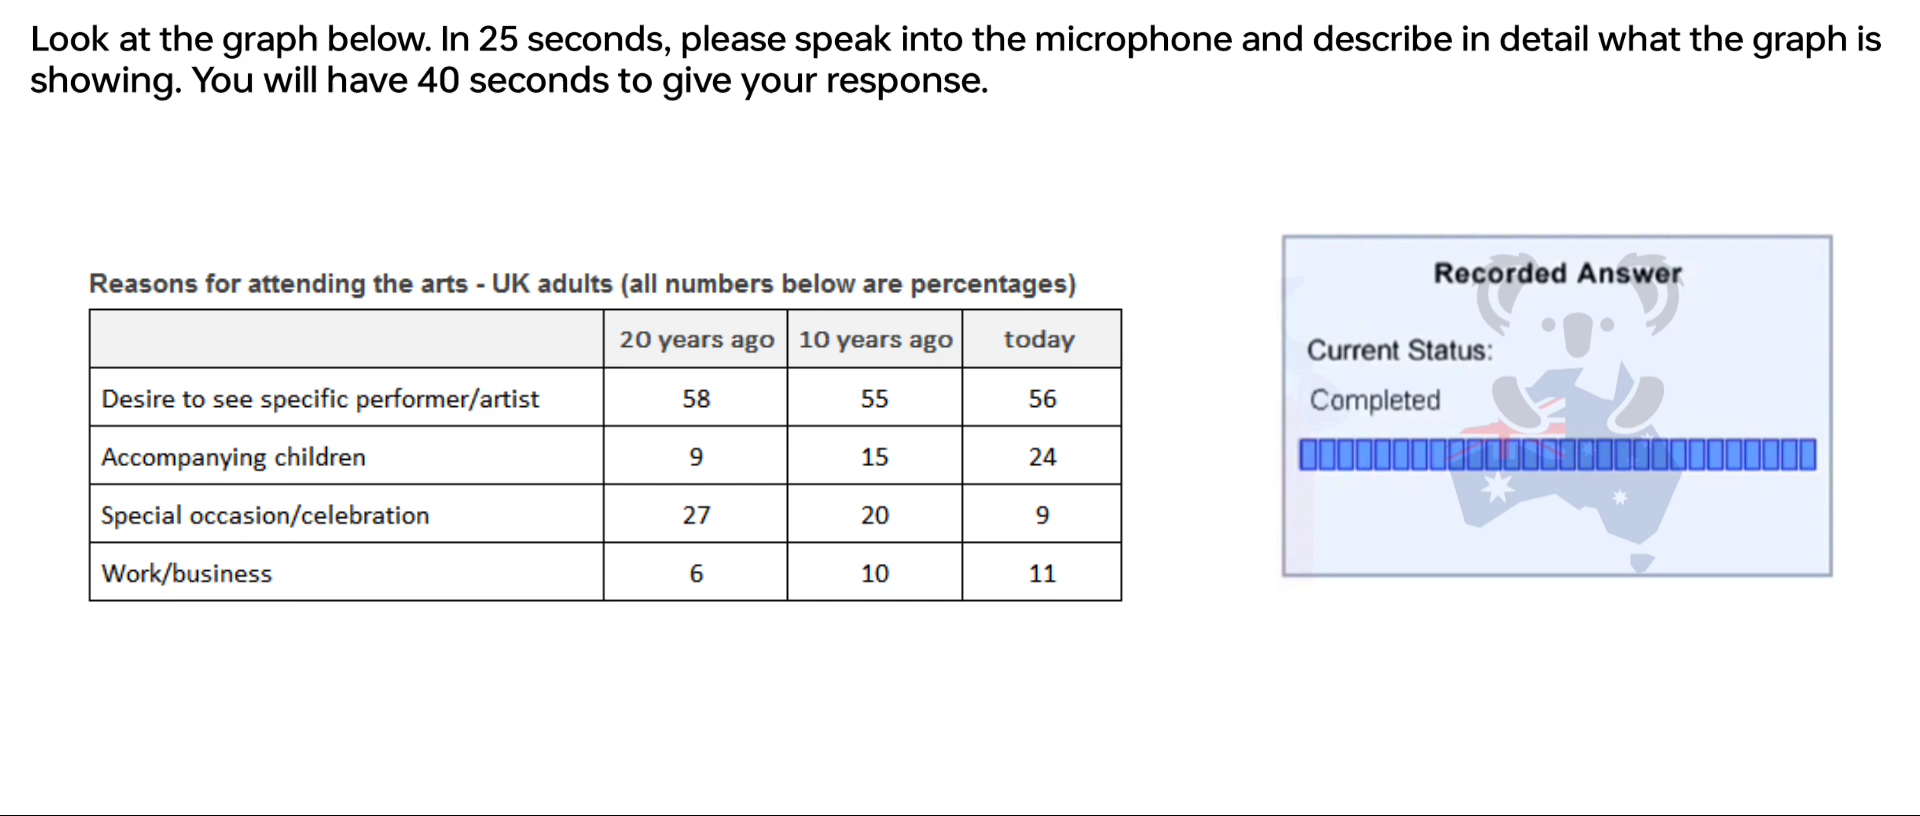 Look at the graph below. In 25 seconds, please speak into the microphone and describe in detail what the graph is
showing. You will have 40 seconds to give your response.
Reasons for attending the arts - UK adults (all numbers below are percentages)
20 years ago 10 years ago today
Desire to see specific performer/artist 58 55 56
Accompanying children 9 15 24
Special occasion/celebration 27 20 9
Work/business 6 10 11
Recorded Answer
Current Status:
Completed